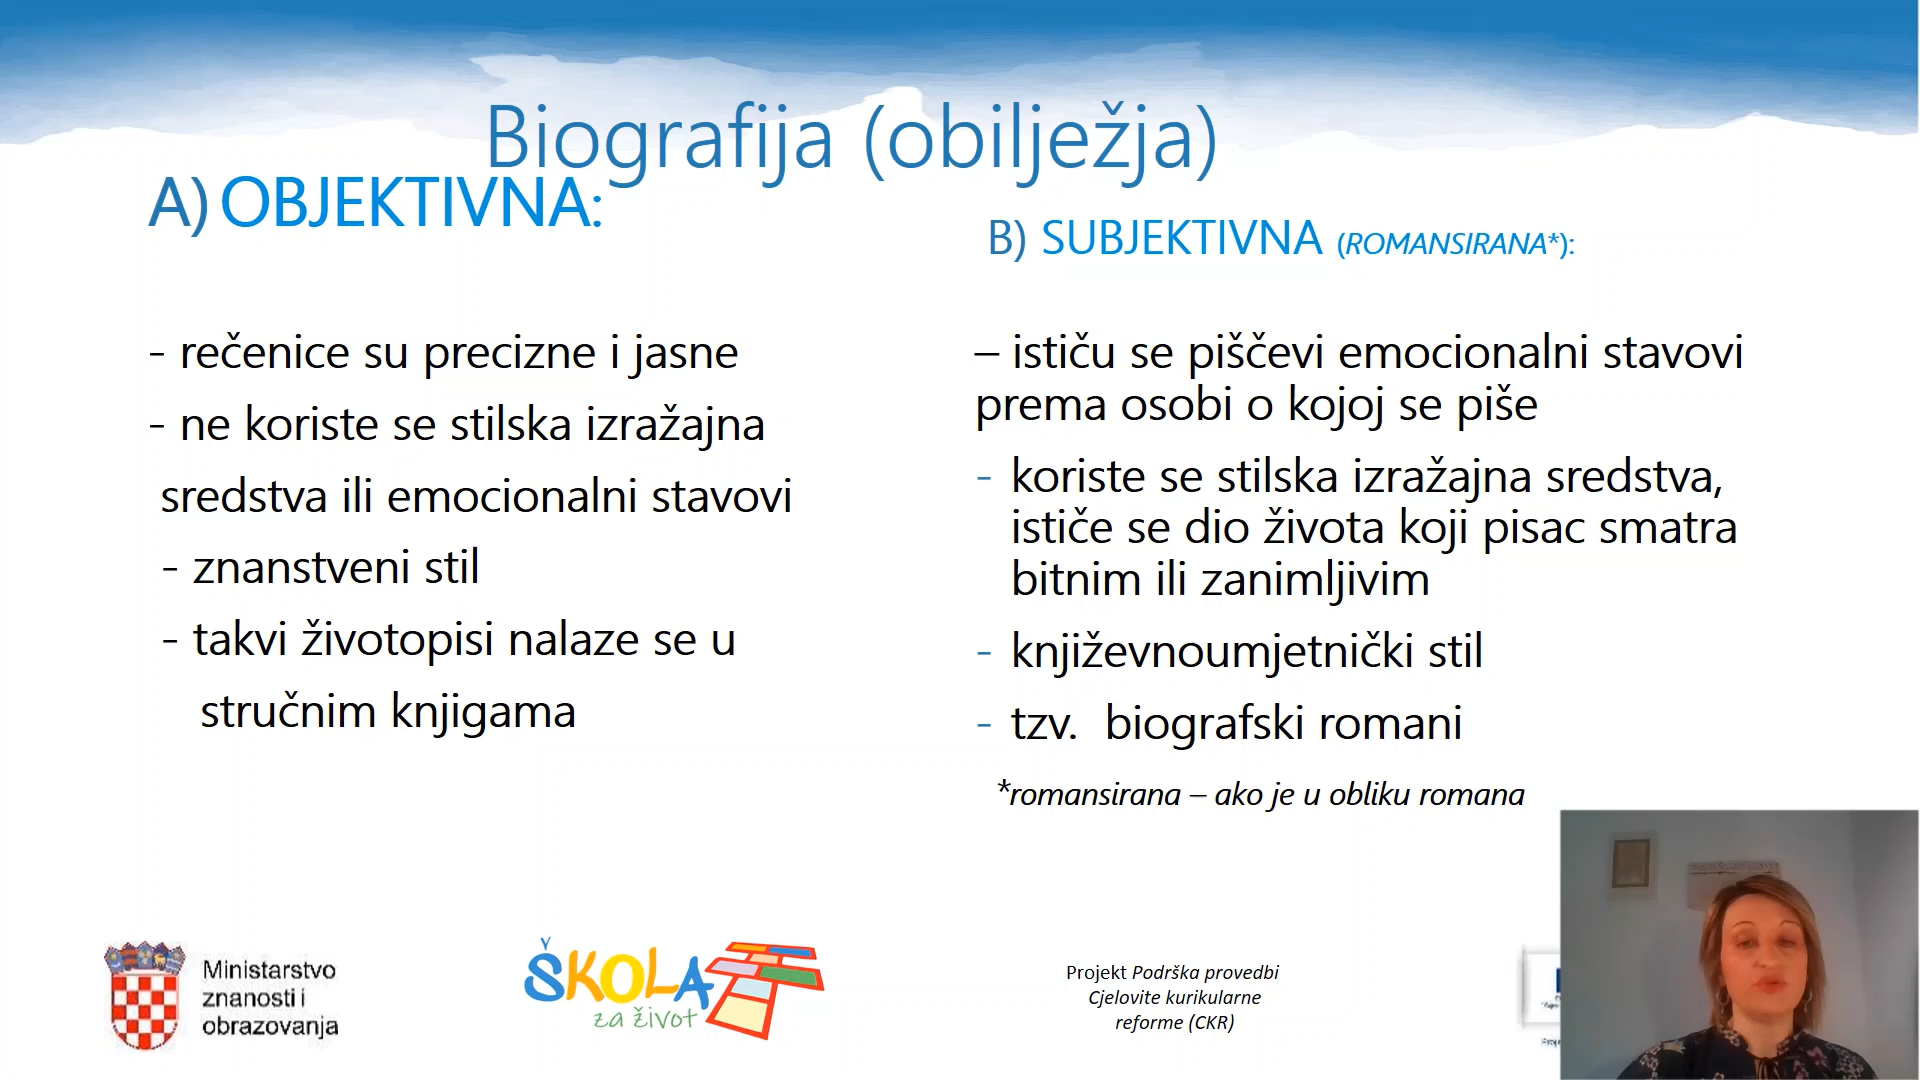 Biografija (obilježja)
A) OBJEKTIVNA:
- rečenice su precizne i jasne
- ne koriste se stilska izražajna
sredstva ili emocionalni stavovi
- znanstveni stil
- takvi životopisi nalaze se u
stručnim knjigama
B) SUBJEKTIVNA (ROMANSIRANA*):
– ističu se piščevi emocionalni stavovi
prema osobi o kojoj se piše
- koriste se stilska izražajna sredstva,
ističe se dio života koji pisac smatra
bitnim ili zanimljivim
- književnoumjetnički stil
- tzv. biografski romani
*romansirana – ako je u obliku romana
Ministarstvo
znanosti i
obrazovanja
ŠKOLA
za život
Projekt Podrška provedbi
Cjelovite kurikularne
reforme (CKR)